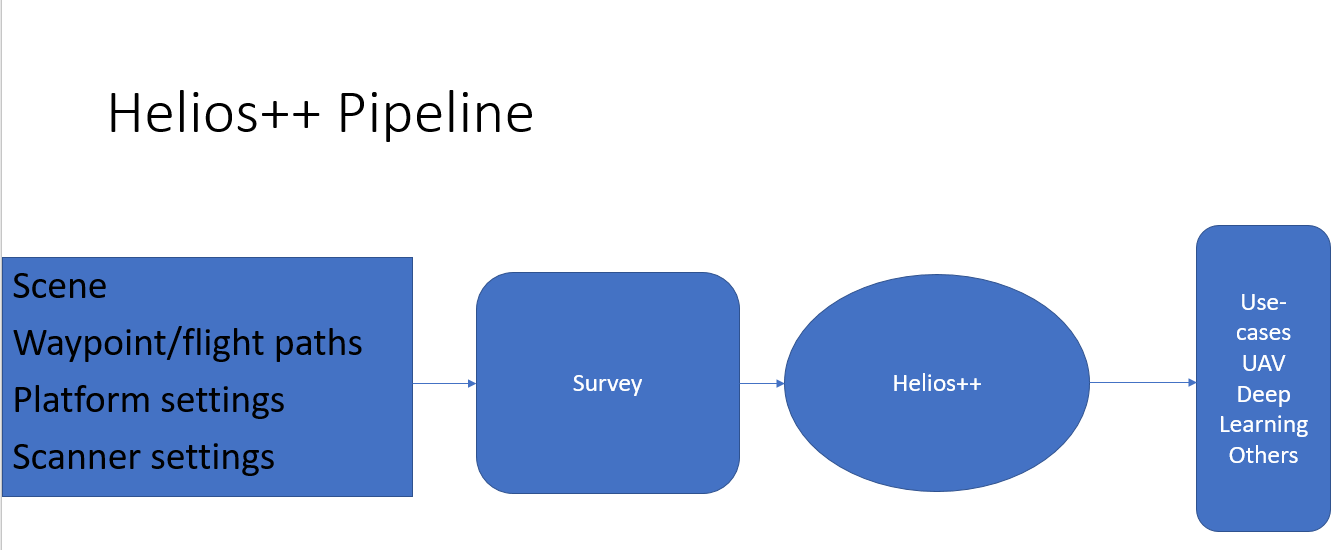 Helios++ Pipeline
Scene
Waypoint/flight paths
Platform settings
Scanner settings
Survey
Helios++
Use-
cases
UAV
Deep
Learning
Others